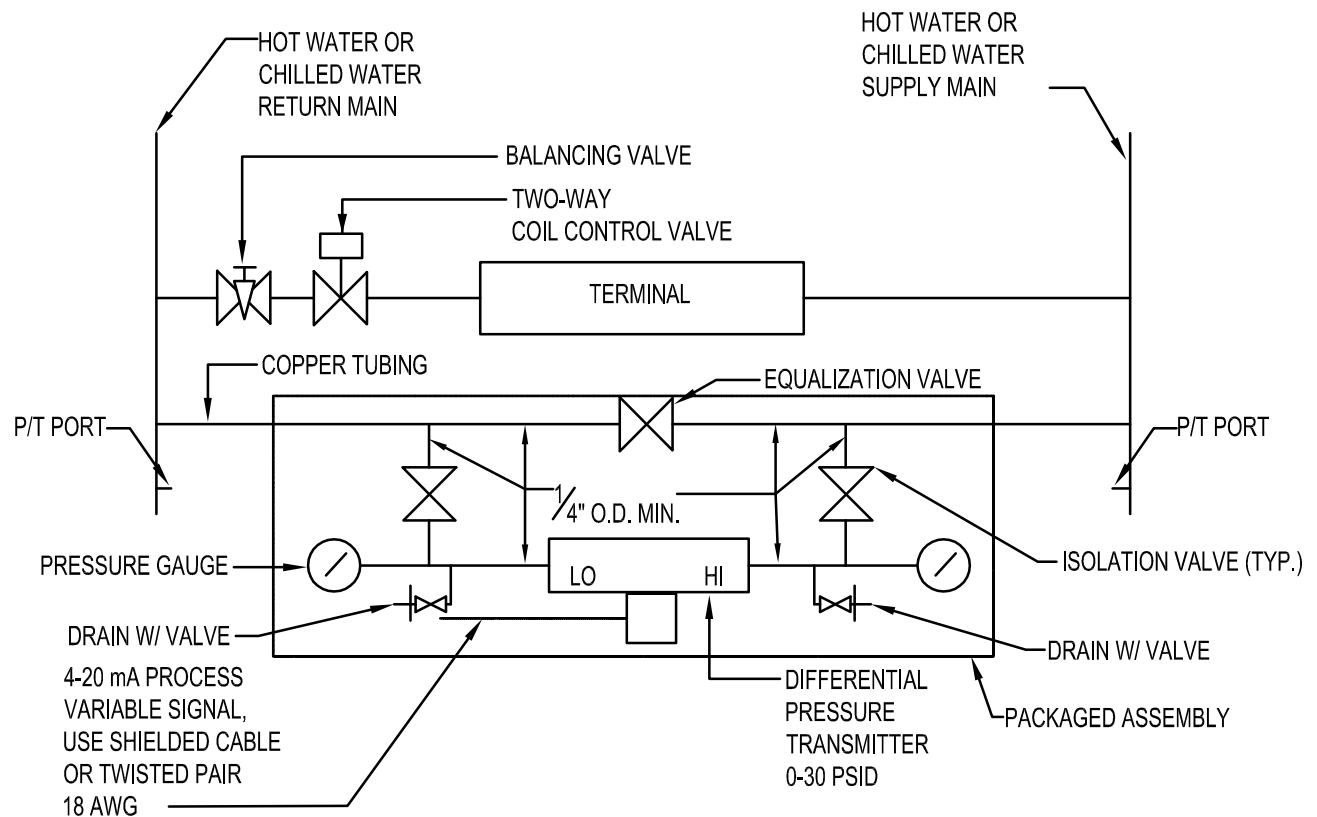 HOT WATER OR
CHILLED WATER
RETURN MAIN
HOT WATER OR
CHILLED WATER
SUPPLY MAIN
BALANCING VALVE
TWO-WAY
COIL CONTROL VALVE
TERMINAL
COPPER TUBING
EQUALIZATION VALVE
P/T PORT
P/T PORT
1/4" O.D. MIN.
PRESSURE GAUGE
LO HI
ISOLATION VALVE (TYP.)
DRAIN W/ VALVE
DRAIN W/ VALVE
4-20 mA PROCESS
VARIABLE SIGNAL,
USE SHIELDED CABLE
OR TWISTED PAIR
18 AWG
DIFFERENTIAL
PRESSURE
TRANSMITTER
0-30 PSID
PACKAGED ASSEMBLY